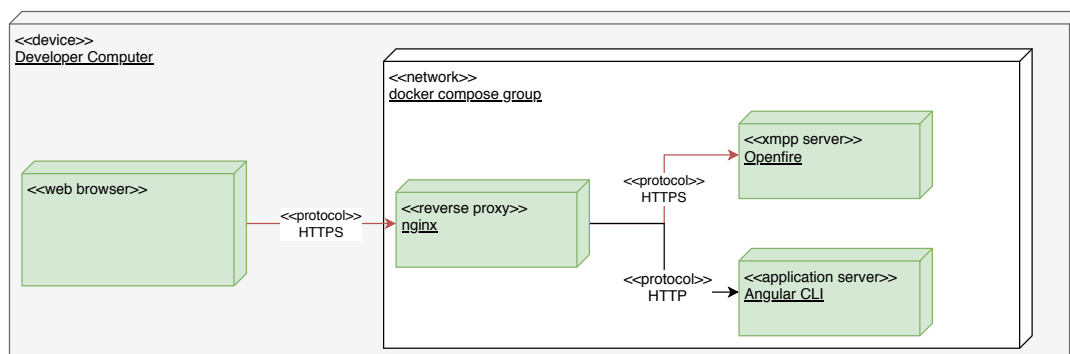 <<device>>
Developer Computer
<<network>>
docker compose group
<<web browser>>
<<protocol>>
HTTPS
<<reverse proxy>>
nginx
<<protocol>>
HTTPS
<<xmpp server>>
Openfire
<<protocol>>
HTTP
<<application server>>
Angular CLI